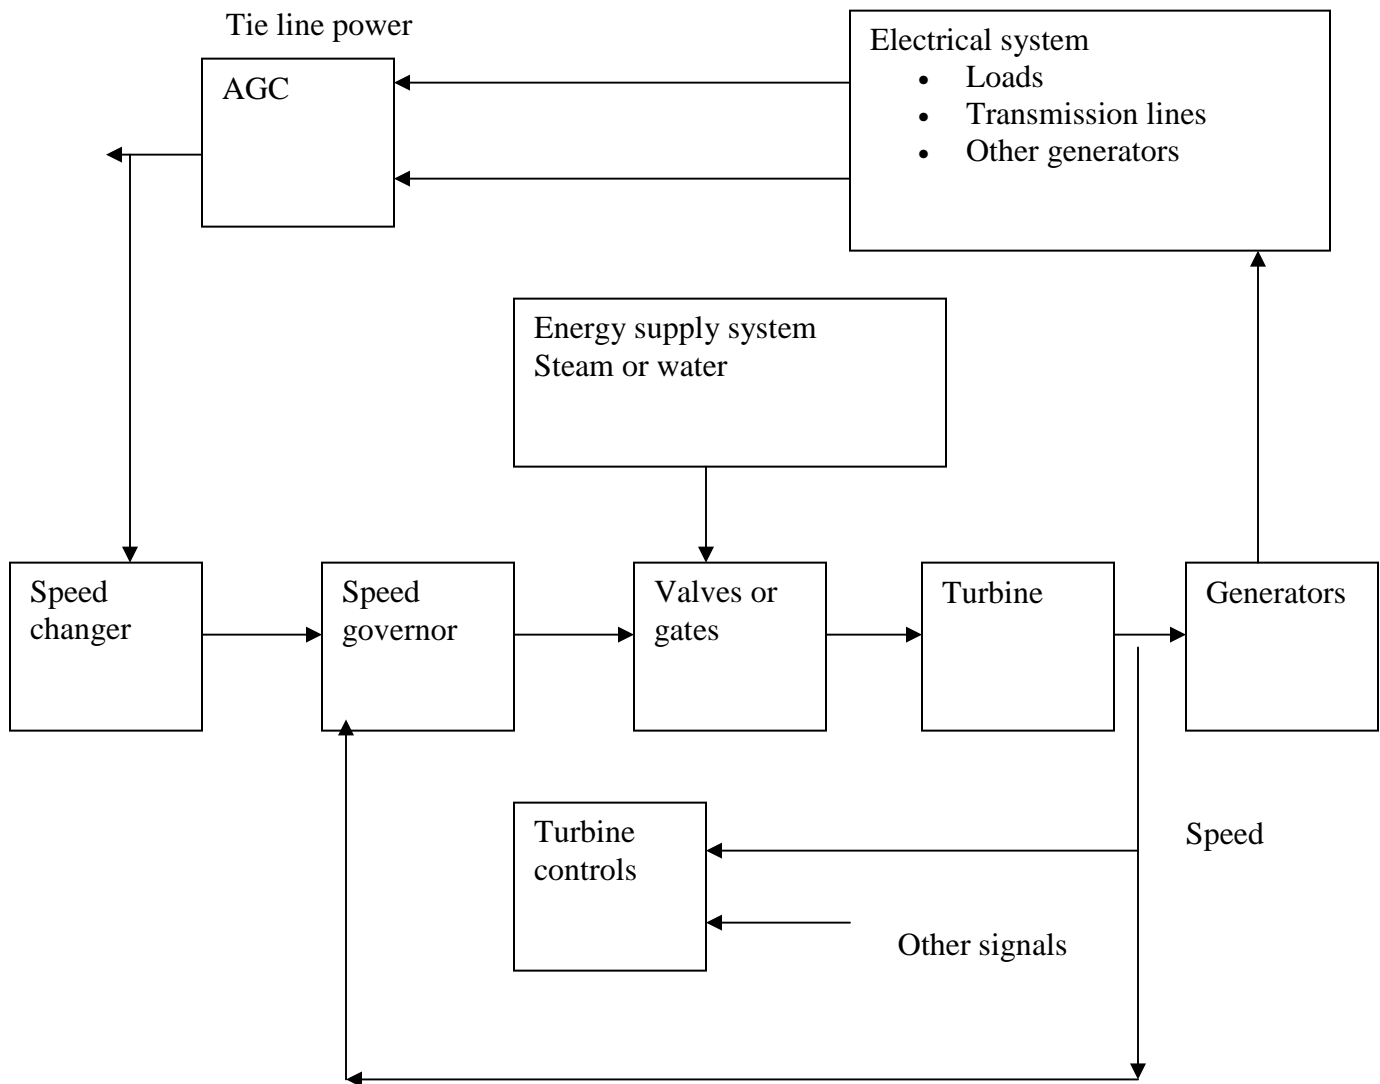 Tie line power
AGC
Electrical system
• Loads
• Transmission lines
• Other generators
Energy supply system
Steam or water
Speed
changer
Speed
governor
Valves or
gates
Turbine
Generators
Turbine
controls
Speed
Other signals